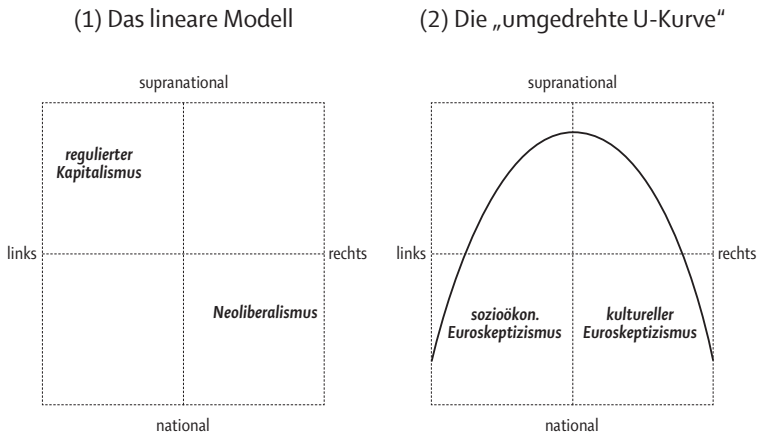 (1) Das lineare Modell
supranational
regulierter
Kapitalismus
links
rechts
Neoliberalismus
national
(2) Die „umgedrehte U-Kurve“
supranational
links
rechts
sozioökon.
Euroskeptizismus
kultureller
Euroskeptizismus
national